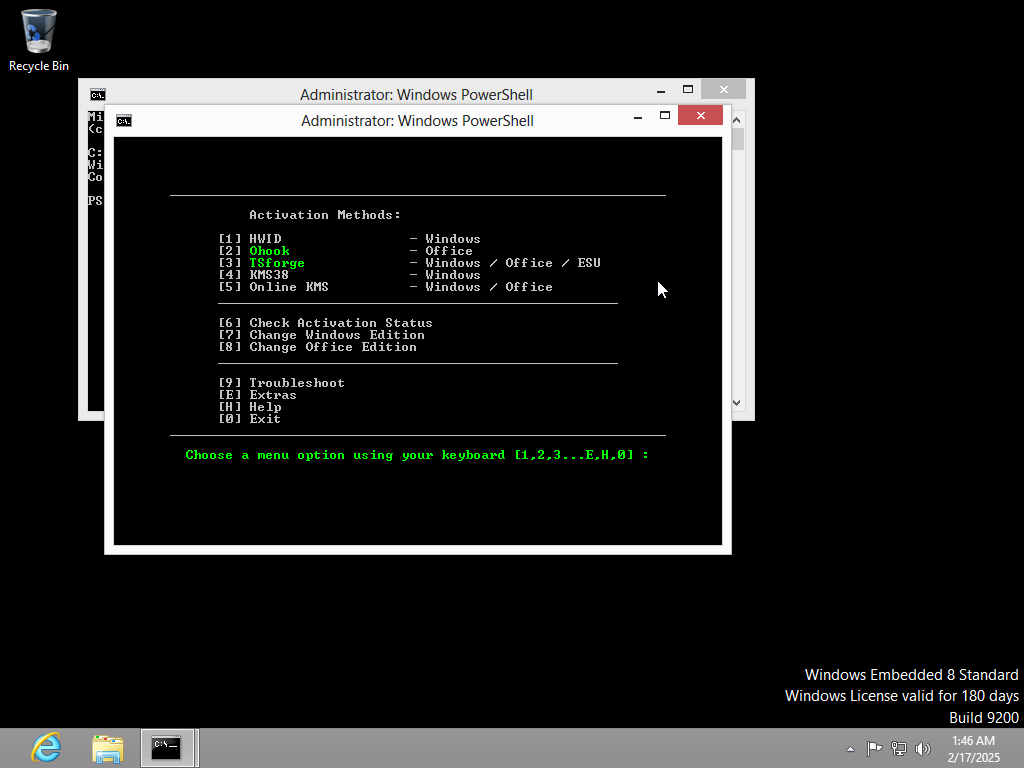 Recycle Bin
Administrator: Windows PowerShell
Administrator: Windows PowerShell
Mi
(c
C:
Wi
Co
PS
Activation Methods:
[1] HWID - Windows
[2] Ohook - Office
[3] TSforge - Windows / Office / ESU
[4] KMS38 - Windows
[5] Online KMS - Windows / Office
[6] Check Activation Status
[7] Change Windows Edition
[8] Change Office Edition
[9] Troubleshoot
[E] Extras
[H] Help
[0] Exit
Choose a menu option using your keyboard [1,2,3...E,H,0] :
Windows Embedded 8 Standard
Windows License valid for 180 days
Build 9200
1:46 AM
2/17/2025